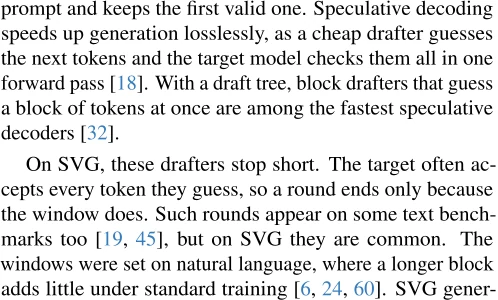 prompt and keeps the first valid one. Speculative decoding
speeds up generation losslessly, as a cheap drafter guesses
the next tokens and the target model checks them all in one
forward pass [18]. With a draft tree, block drafters that guess
a block of tokens at once are among the fastest speculative
decoders [32].
On SVG, these drafters stop short. The target often ac-
cepts every token they guess, so a round ends only because
the window does. Such rounds appear on some text bench-
marks too [19, 45], but on SVG they are common. The
windows were set on natural language, where a longer block
adds little under standard training [6, 24, 60]. SVG gener-